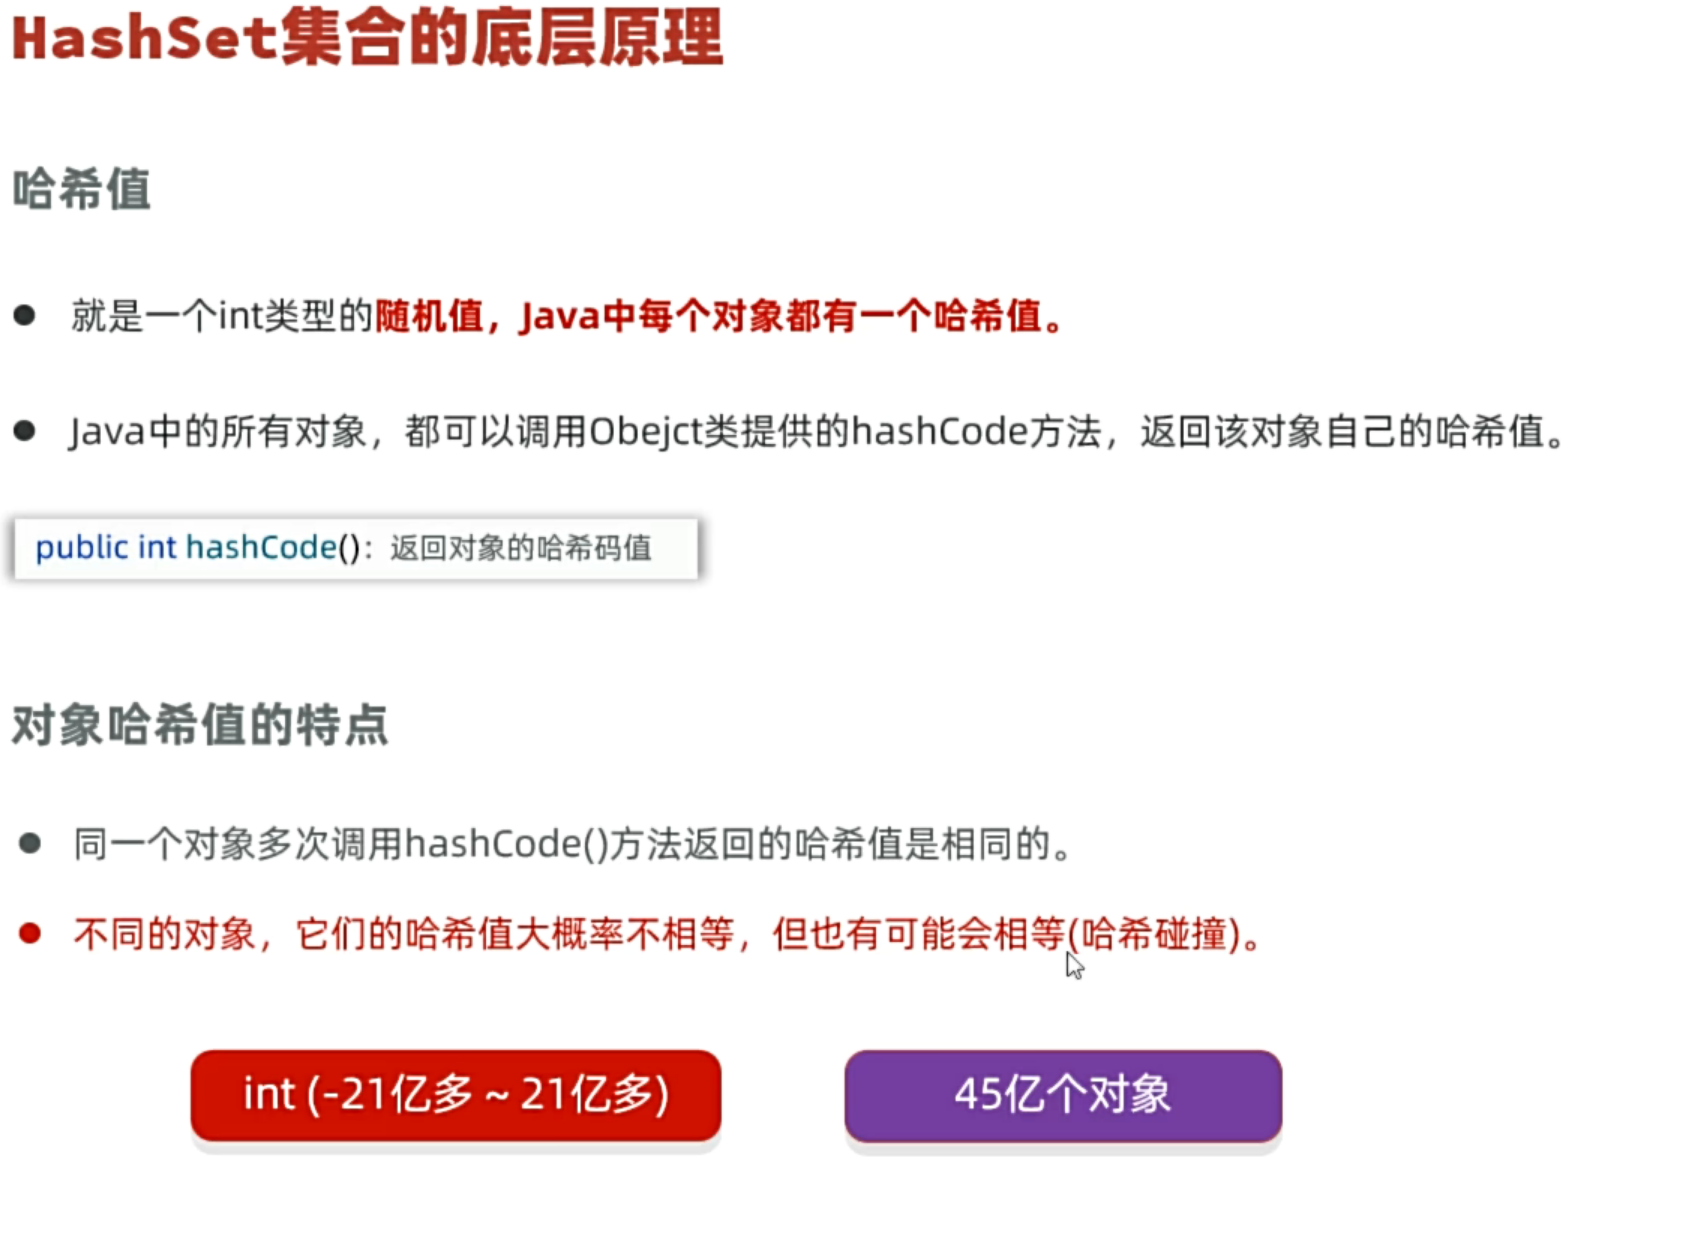 HashSet集合的底层原理
哈希值
就是一个int类型的随机值，Java中每个对象都有一个哈希值。
Java中的所有对象，都可以调用Obejct类提供的hashCode方法，返回该对象自己的哈希值。
public int hashCode()：返回对象的哈希码值
对象哈希值的特点
同一个对象多次调用hashCode()方法返回的哈希值是相同的。
不同的对象，它们的哈希值大概率不相等，但也有可能会相等(哈希碰撞)。
int (-21亿多 ~ 21亿多)
45亿个对象